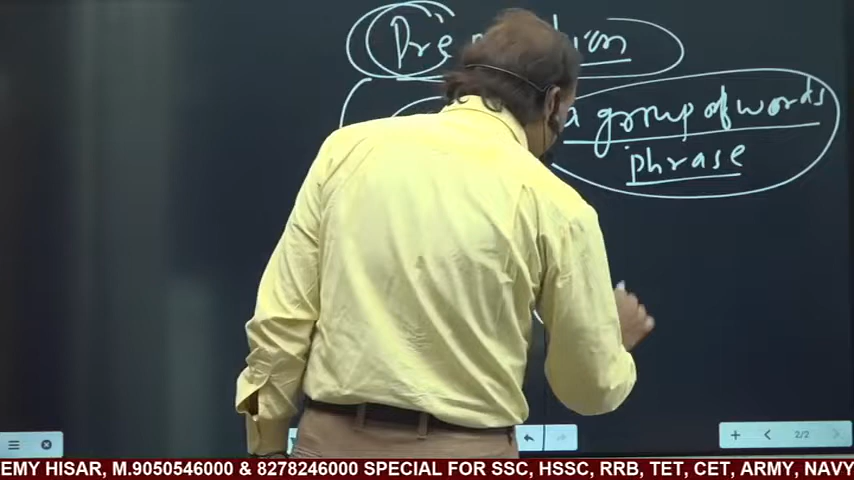 a group of words
phrase
2/2
EMY HISAR, M.9050546000 & 8278246000 SPECIAL FOR SSC, HSSC, RRB, TET, CET, ARMY, NAVY